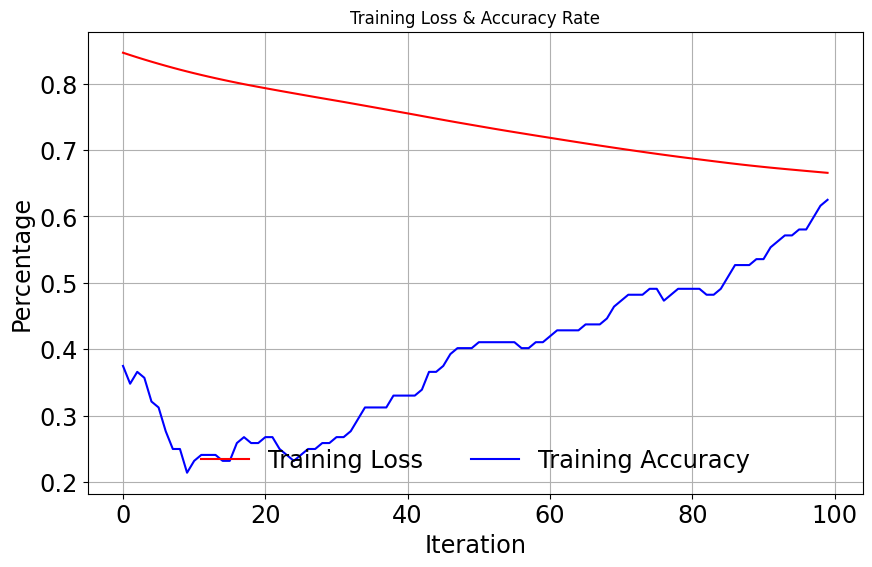 Training Loss & Accuracy Rate
0.8
0.7
0.6
0.5
0.4
0.3
0.2
Percentage
Training Loss Training Accuracy
0 20 40 60 80 100
Iteration